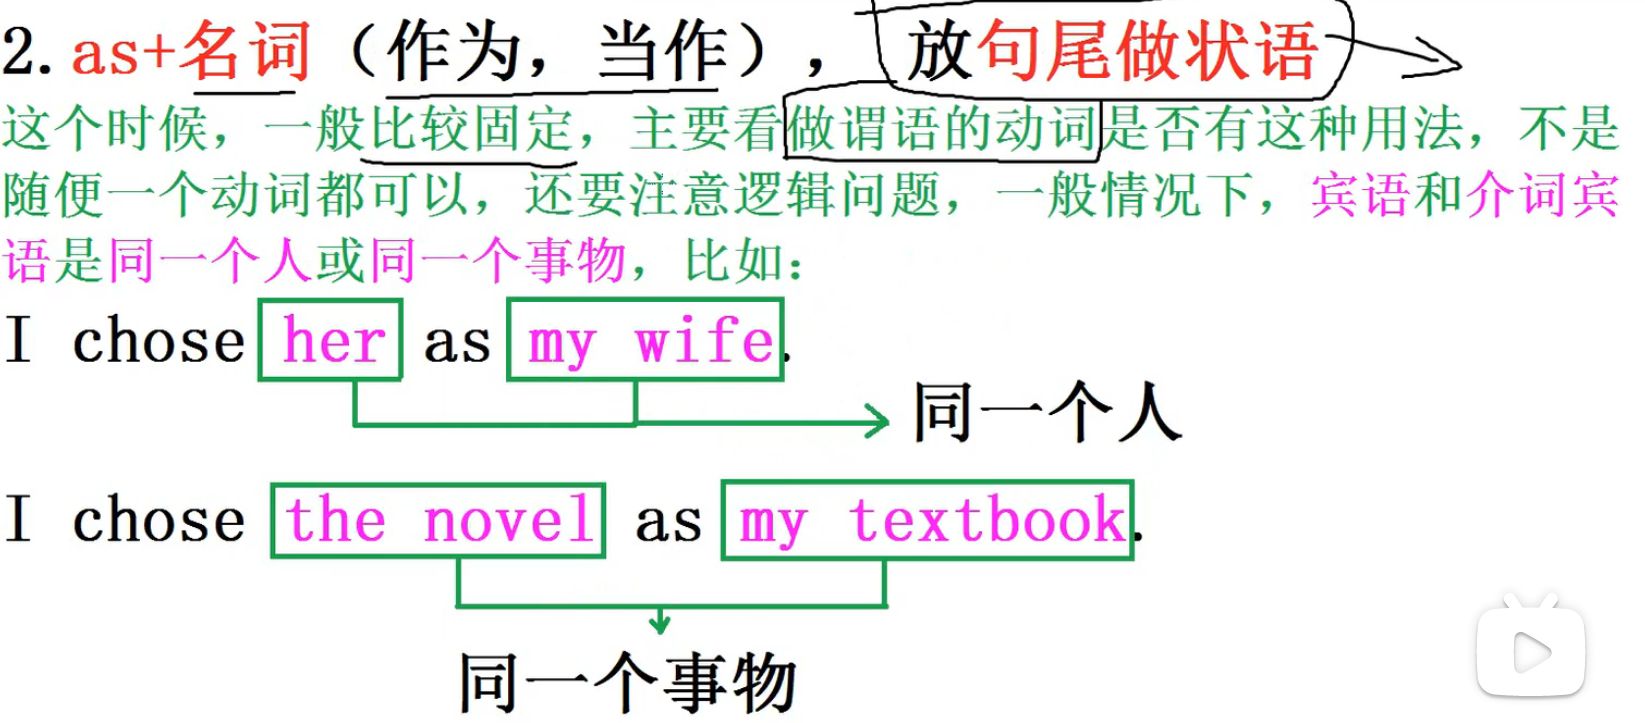 2. as+名词（作为，当作），放句尾做状语
这个时候，一般比较固定，主要看做谓语的动词是否有这种用法，不是
随便一个动词都可以，还要注意逻辑问题，一般情况下，宾语和介词宾
语是同一个人或同一个事物，比如：
I chose her as my wife.
同一个人
I chose the novel as my textbook.
同一个事物